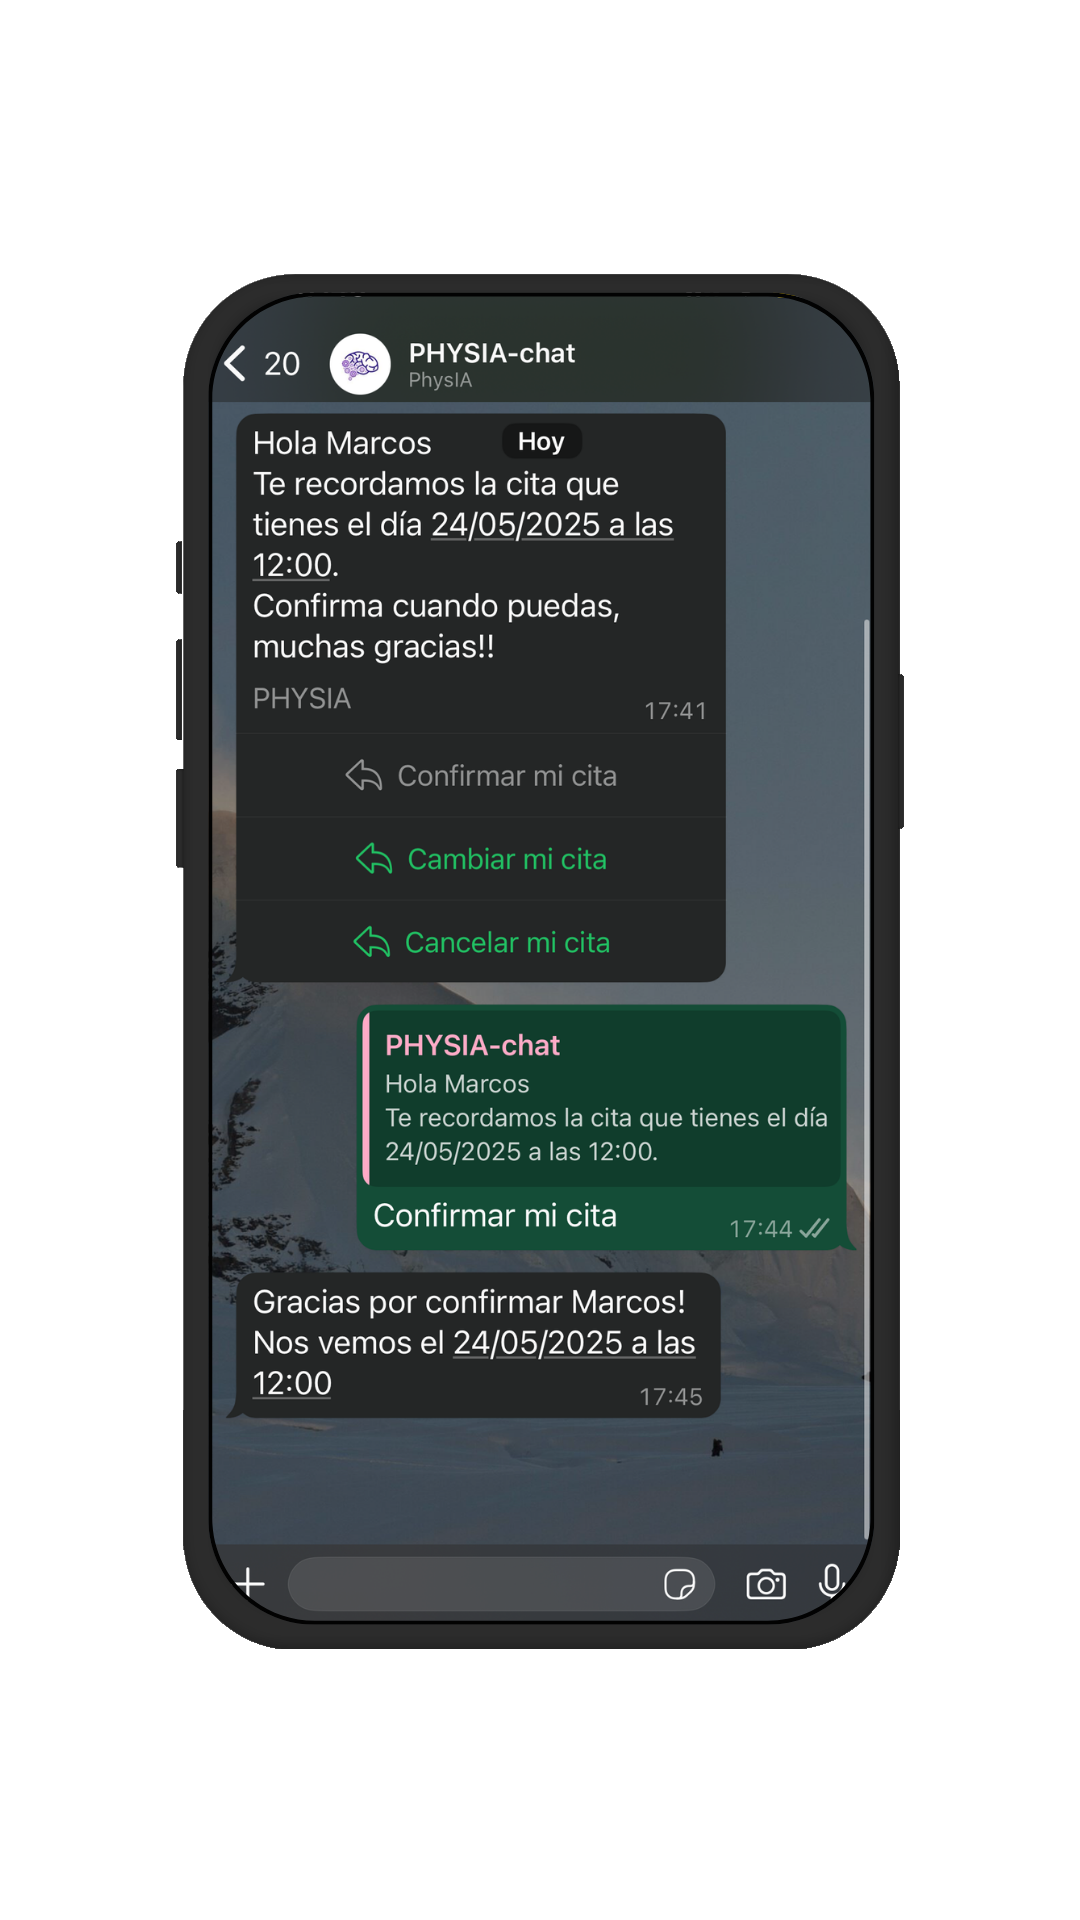 20
PHYSIA-chat
PhysIA
Hoy
Hola Marcos
Te recordamos la cita que
tienes el día 24/05/2025 a las
12:00.
Confirma cuando puedas,
muchas gracias!!
PHYSIA
17:41
Confirmar mi cita
Cambiar mi cita
Cancelar mi cita
PHYSIA-chat
Hola Marcos
Te recordamos la cita que tienes el día
24/05/2025 a las 12:00.
Confirmar mi cita
17:44
Gracias por confirmar Marcos!
Nos vemos el 24/05/2025 a las
12:00
17:45